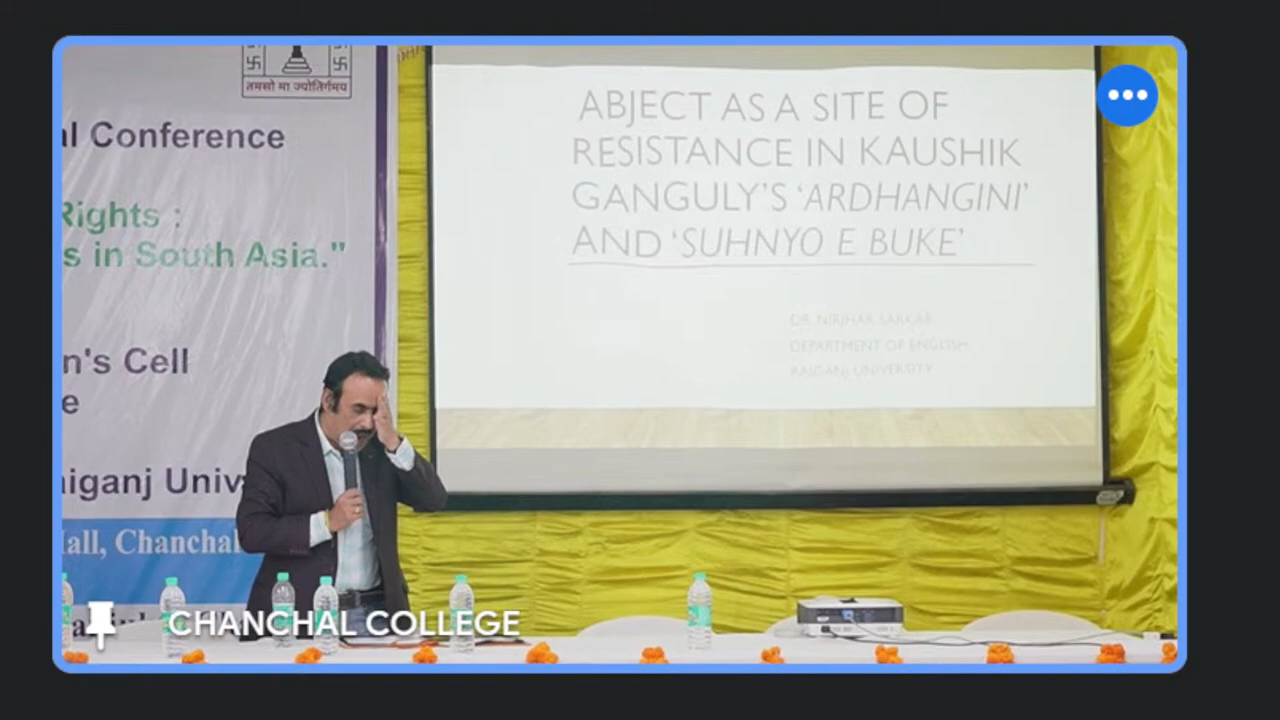 तमसो मा ज्योतिर्गमय
al Conference
Rights :
s in South Asia."
n's Cell
e
aiganj Univ
Hall, Chanchal
ABJECT AS A SITE OF
RESISTANCE IN KAUSHIK
GANGULY'S 'ARDHANGINI'
AND 'SUHNYO E BUKE'
DR. NIRJHAR SARKAR
DEPARTMENT OF ENGLISH
RAIGANJ UNIVERSITY
CHANCHAL COLLEGE